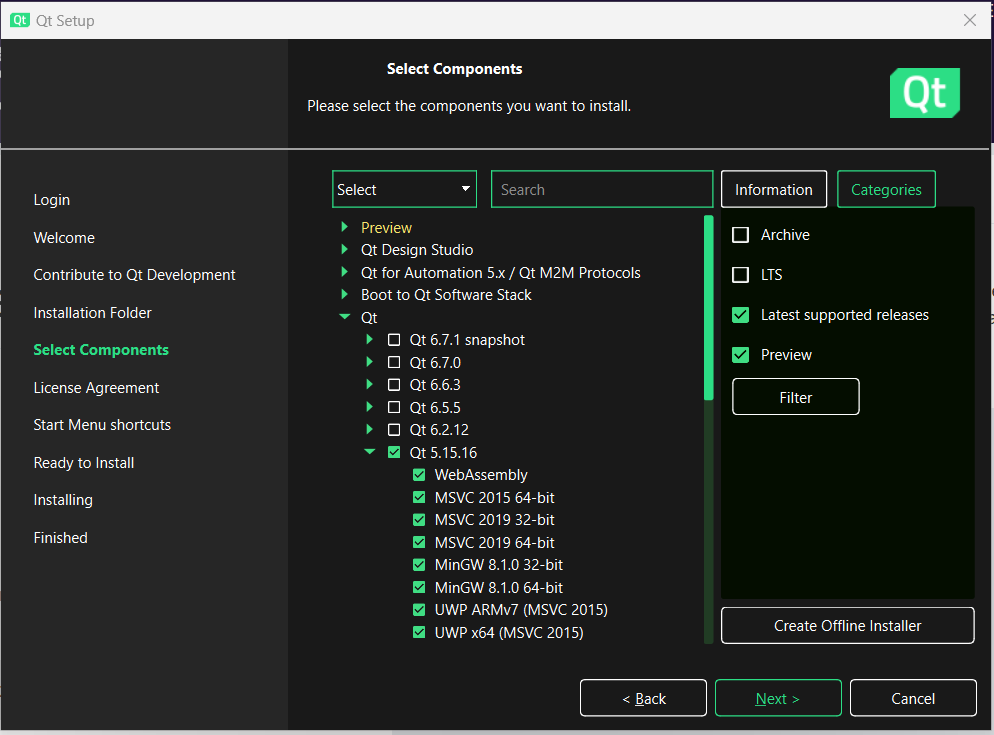 Qt Qt Setup
Select Components
Please select the components you want to install.
Qt
Login
Welcome
Contribute to Qt Development
Installation Folder
Select Components
License Agreement
Start Menu shortcuts
Ready to Install
Installing
Finished
Select
Search
Information
Categories
Preview
Qt Design Studio
Qt for Automation 5.x / Qt M2M Protocols
Boot to Qt Software Stack
Qt
Qt 6.7.1 snapshot
Qt 6.7.0
Qt 6.6.3
Qt 6.5.5
Qt 6.2.12
Qt 5.15.16
WebAssembly
MSVC 2015 64-bit
MSVC 2019 32-bit
MSVC 2019 64-bit
MinGW 8.1.0 32-bit
MinGW 8.1.0 64-bit
UWP ARMv7 (MSVC 2015)
UWP x64 (MSVC 2015)
Archive
LTS
Latest supported releases
Preview
Filter
Create Offline Installer
< Back
Next >
Cancel